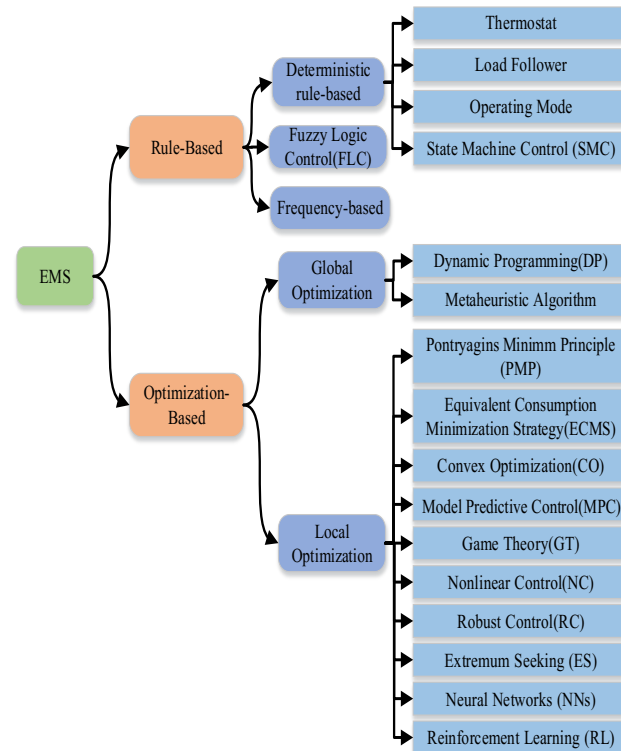 EMS
Rule-Based
Optimization-
Based
Deterministic
rule-based
Fuzzy Logic
Control(FLC)
Frequency-based
Global
Optimization
Local
Optimization
Thermostat
Load Follower
Operating Mode
State Machine Control (SMC)
Dynamic Programming(DP)
Metaheuristic Algorithm
Pontryagins Minimm Principle
(PMP)
Equivalent Consumption
Minimization Strategy(ECMS)
Convex Optimization(CO)
Model Predictive Control(MPC)
Game Theory(GT)
Nonlinear Control(NC)
Robust Control(RC)
Extremum Seeking (ES)
Neural Networks (NNs)
Reinforcement Learning (RL)